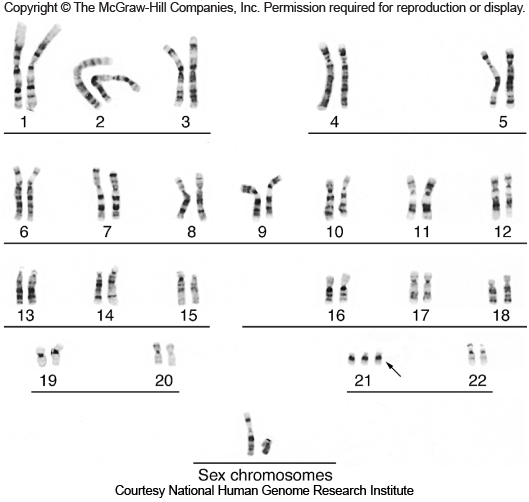 Copyright © The McGraw-Hill Companies, Inc. Permission required for reproduction or display.
1 2 3 4 5
6 7 8 9 10 11 12
13 14 15 16 17 18
19 20 21 22
Sex chromosomes
Courtesy National Human Genome Research Institute